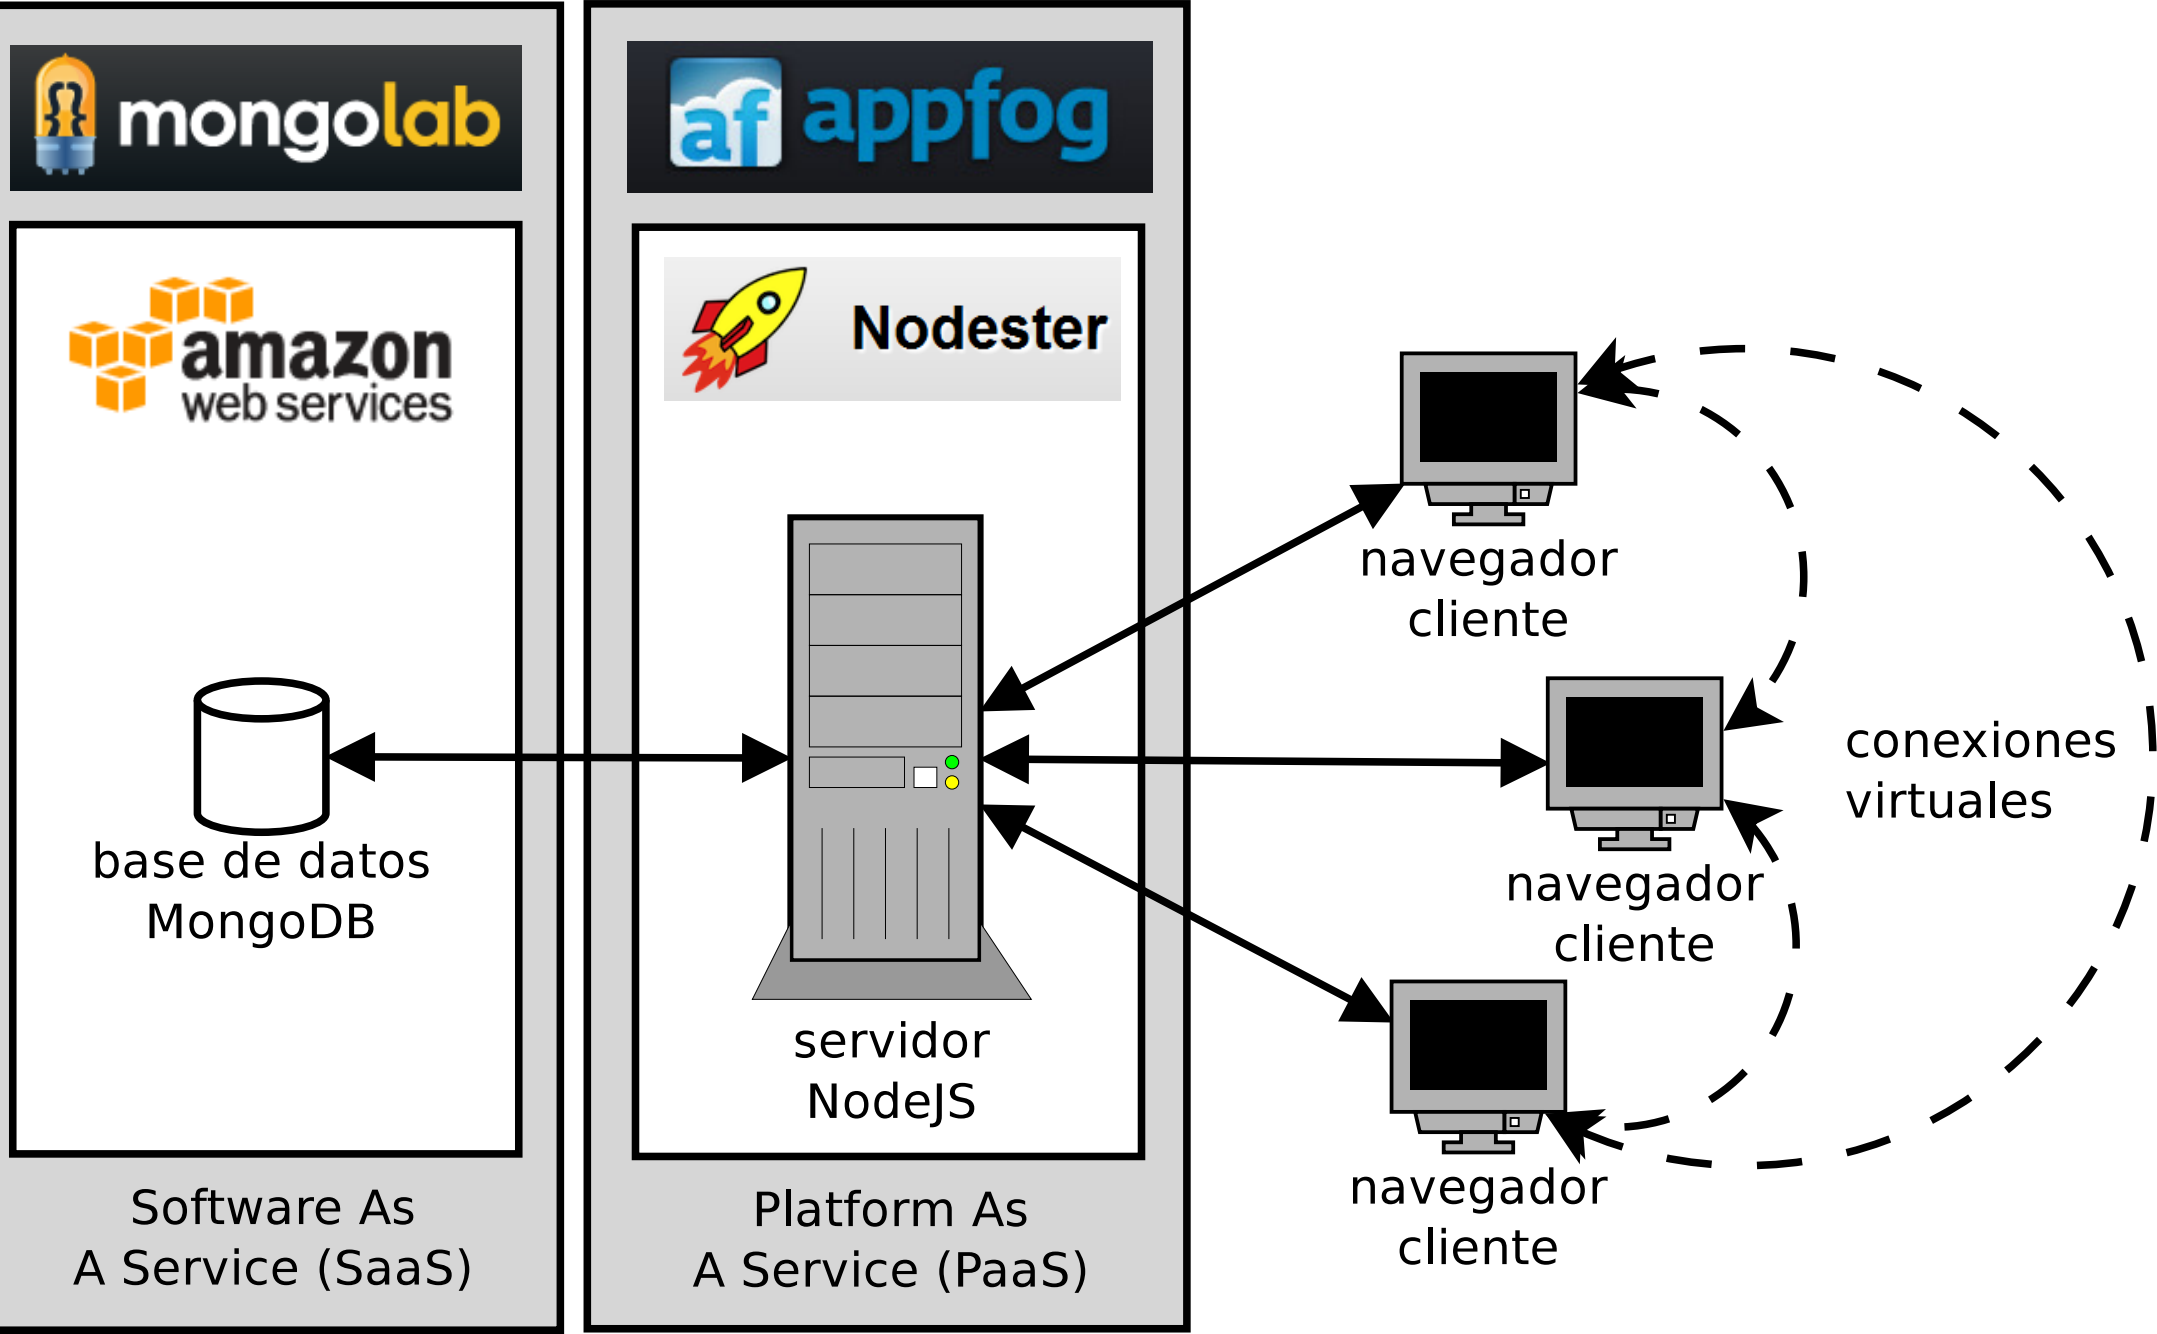 mongolab
amazon
web services
base de datos
MongoDB
Software As
A Service (SaaS)
af appfog
Nodester
servidor
NodeJS
Platform As
A Service (PaaS)
navegador
cliente
navegador
cliente
conexiones
virtuales
navegador
cliente